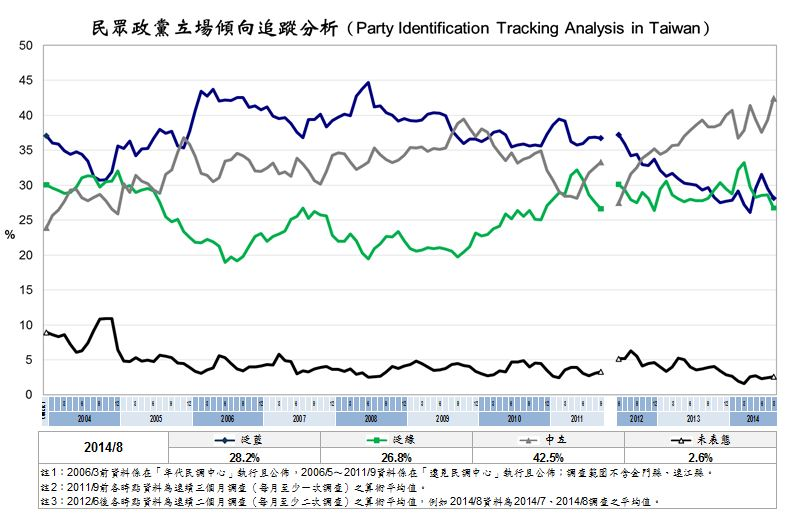 民眾政黨立場傾向追蹤分析（Party Identification Tracking Analysis in Taiwan）
50
45
40
35
30
25
20
15
10
5
0
%
2004 2005 2006 2007 2008 2009 2010 2011 2012 2013 2014
2014/8 泛藍 泛綠 中立 未表態
28.2% 26.8% 42.5% 2.6%
註1：2006/3前資料係在「年代民調中心」執行且公佈，2006/5～2011/9資料係在「遠見民調中心」執行且公佈；調查範圍不含金門縣、連江縣。
註2：2011/9前各時點資料為連續三個月調查（每月至少一次調查）之算術平均值。
註3：2012/6後各時點資料為連續二個月調查（每月至少二次調查）之算術平均值，例如2014/8資料為2014/7、2014/8調查之平均值。